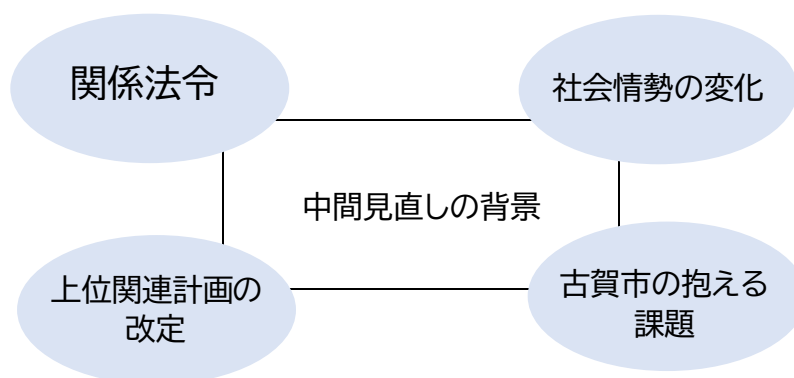 関係法令
社会情勢の変化
中間見直しの背景
上位関連計画の
改定
古賀市の抱える
課題